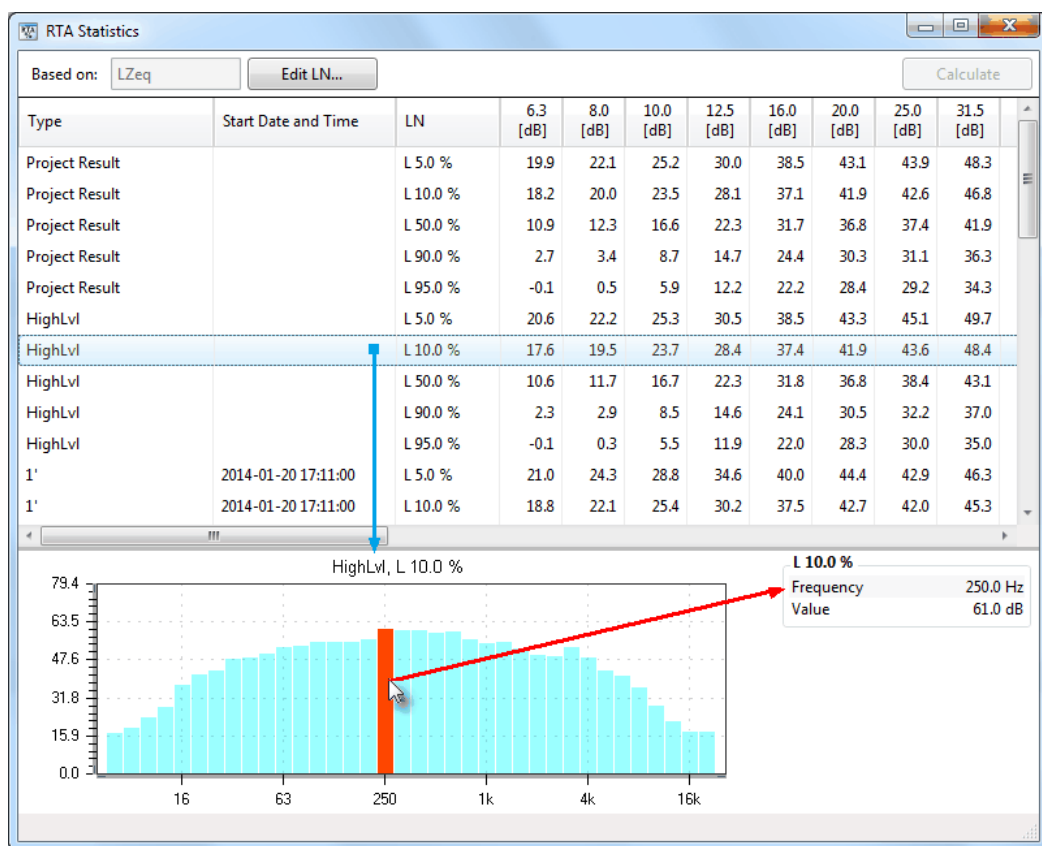 RTA Statistics
Based on: LZeq Edit LN... Calculate
Type Start Date and Time LN 6.3 [dB] 8.0 [dB] 10.0 [dB] 12.5 [dB] 16.0 [dB] 20.0 [dB] 25.0 [dB] 31.5 [dB]
Project Result L 5.0 % 19.9 22.1 25.2 30.0 38.5 43.1 43.9 48.3
Project Result L 10.0 % 18.2 20.0 23.5 28.1 37.1 41.9 42.6 46.8
Project Result L 50.0 % 10.9 12.3 16.6 22.3 31.7 36.8 37.4 41.9
Project Result L 90.0 % 2.7 3.4 8.7 14.7 24.4 30.3 31.1 36.3
Project Result L 95.0 % -0.1 0.5 5.9 12.2 22.2 28.4 29.2 34.3
HighLvl L 5.0 % 20.6 22.2 25.3 30.5 38.5 43.3 45.1 49.7
HighLvl L 10.0 % 17.6 19.5 23.7 28.4 37.4 41.9 43.6 48.4
HighLvl L 50.0 % 10.6 11.7 16.7 22.3 31.8 36.8 38.4 43.1
HighLvl L 90.0 % 2.3 2.9 8.5 14.6 24.1 30.5 32.2 37.0
HighLvl L 95.0 % -0.1 0.3 5.5 11.9 22.0 28.3 30.0 35.0
1' 2014-01-20 17:11:00 L 5.0 % 21.0 24.3 28.8 34.6 40.0 44.4 42.9 46.3
1' 2014-01-20 17:11:00 L 10.0 % 18.8 22.1 25.4 30.2 37.5 42.7 42.0 45.3
HighLvl, L 10.0 %
79.4
63.5
47.6
31.8
15.9
0.0
16 63 250 1k 4k 16k
L 10.0 %
Frequency 250.0 Hz
Value 61.0 dB